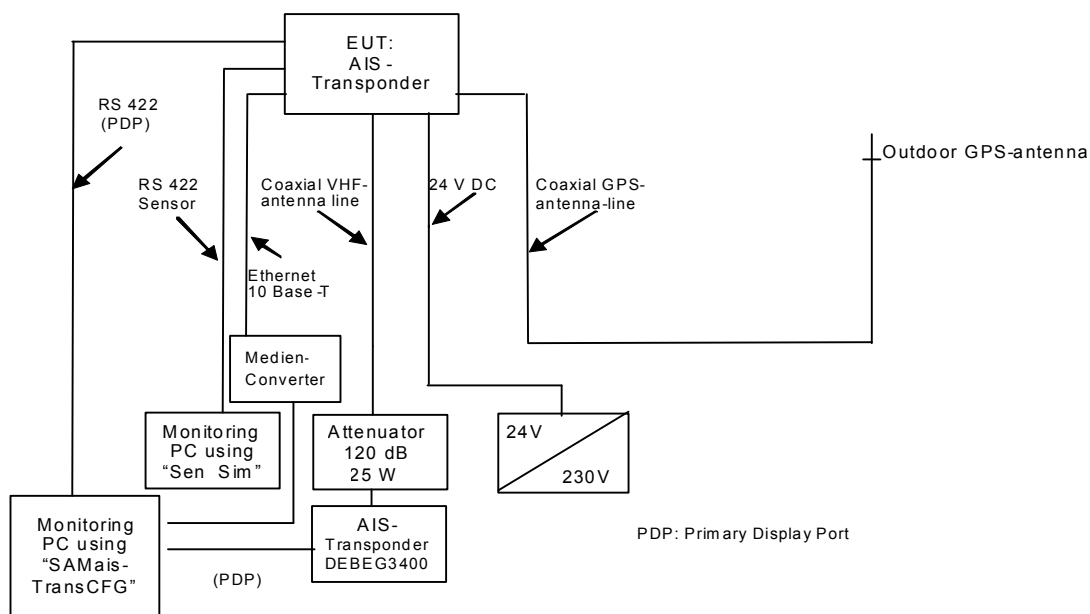 EUT:
AIS -
Transponder
RS 422
(PDP)
Outdoor GPS-antenna
RS 422
Sensor
Coaxial VHF-
antenna line
24 V DC
Coaxial GPS-
antenna-line
Ethernet
10 Base-T
Medien-
Converter
Monitoring
PC using
“Sen Sim”
Attenuator
120 dB
25 W
24V
230V
Monitoring
PC using
“SAMais-
TransCFG”
(PDP)
AIS-
Transponder
DEBEG3400
PDP: Primary Display Port